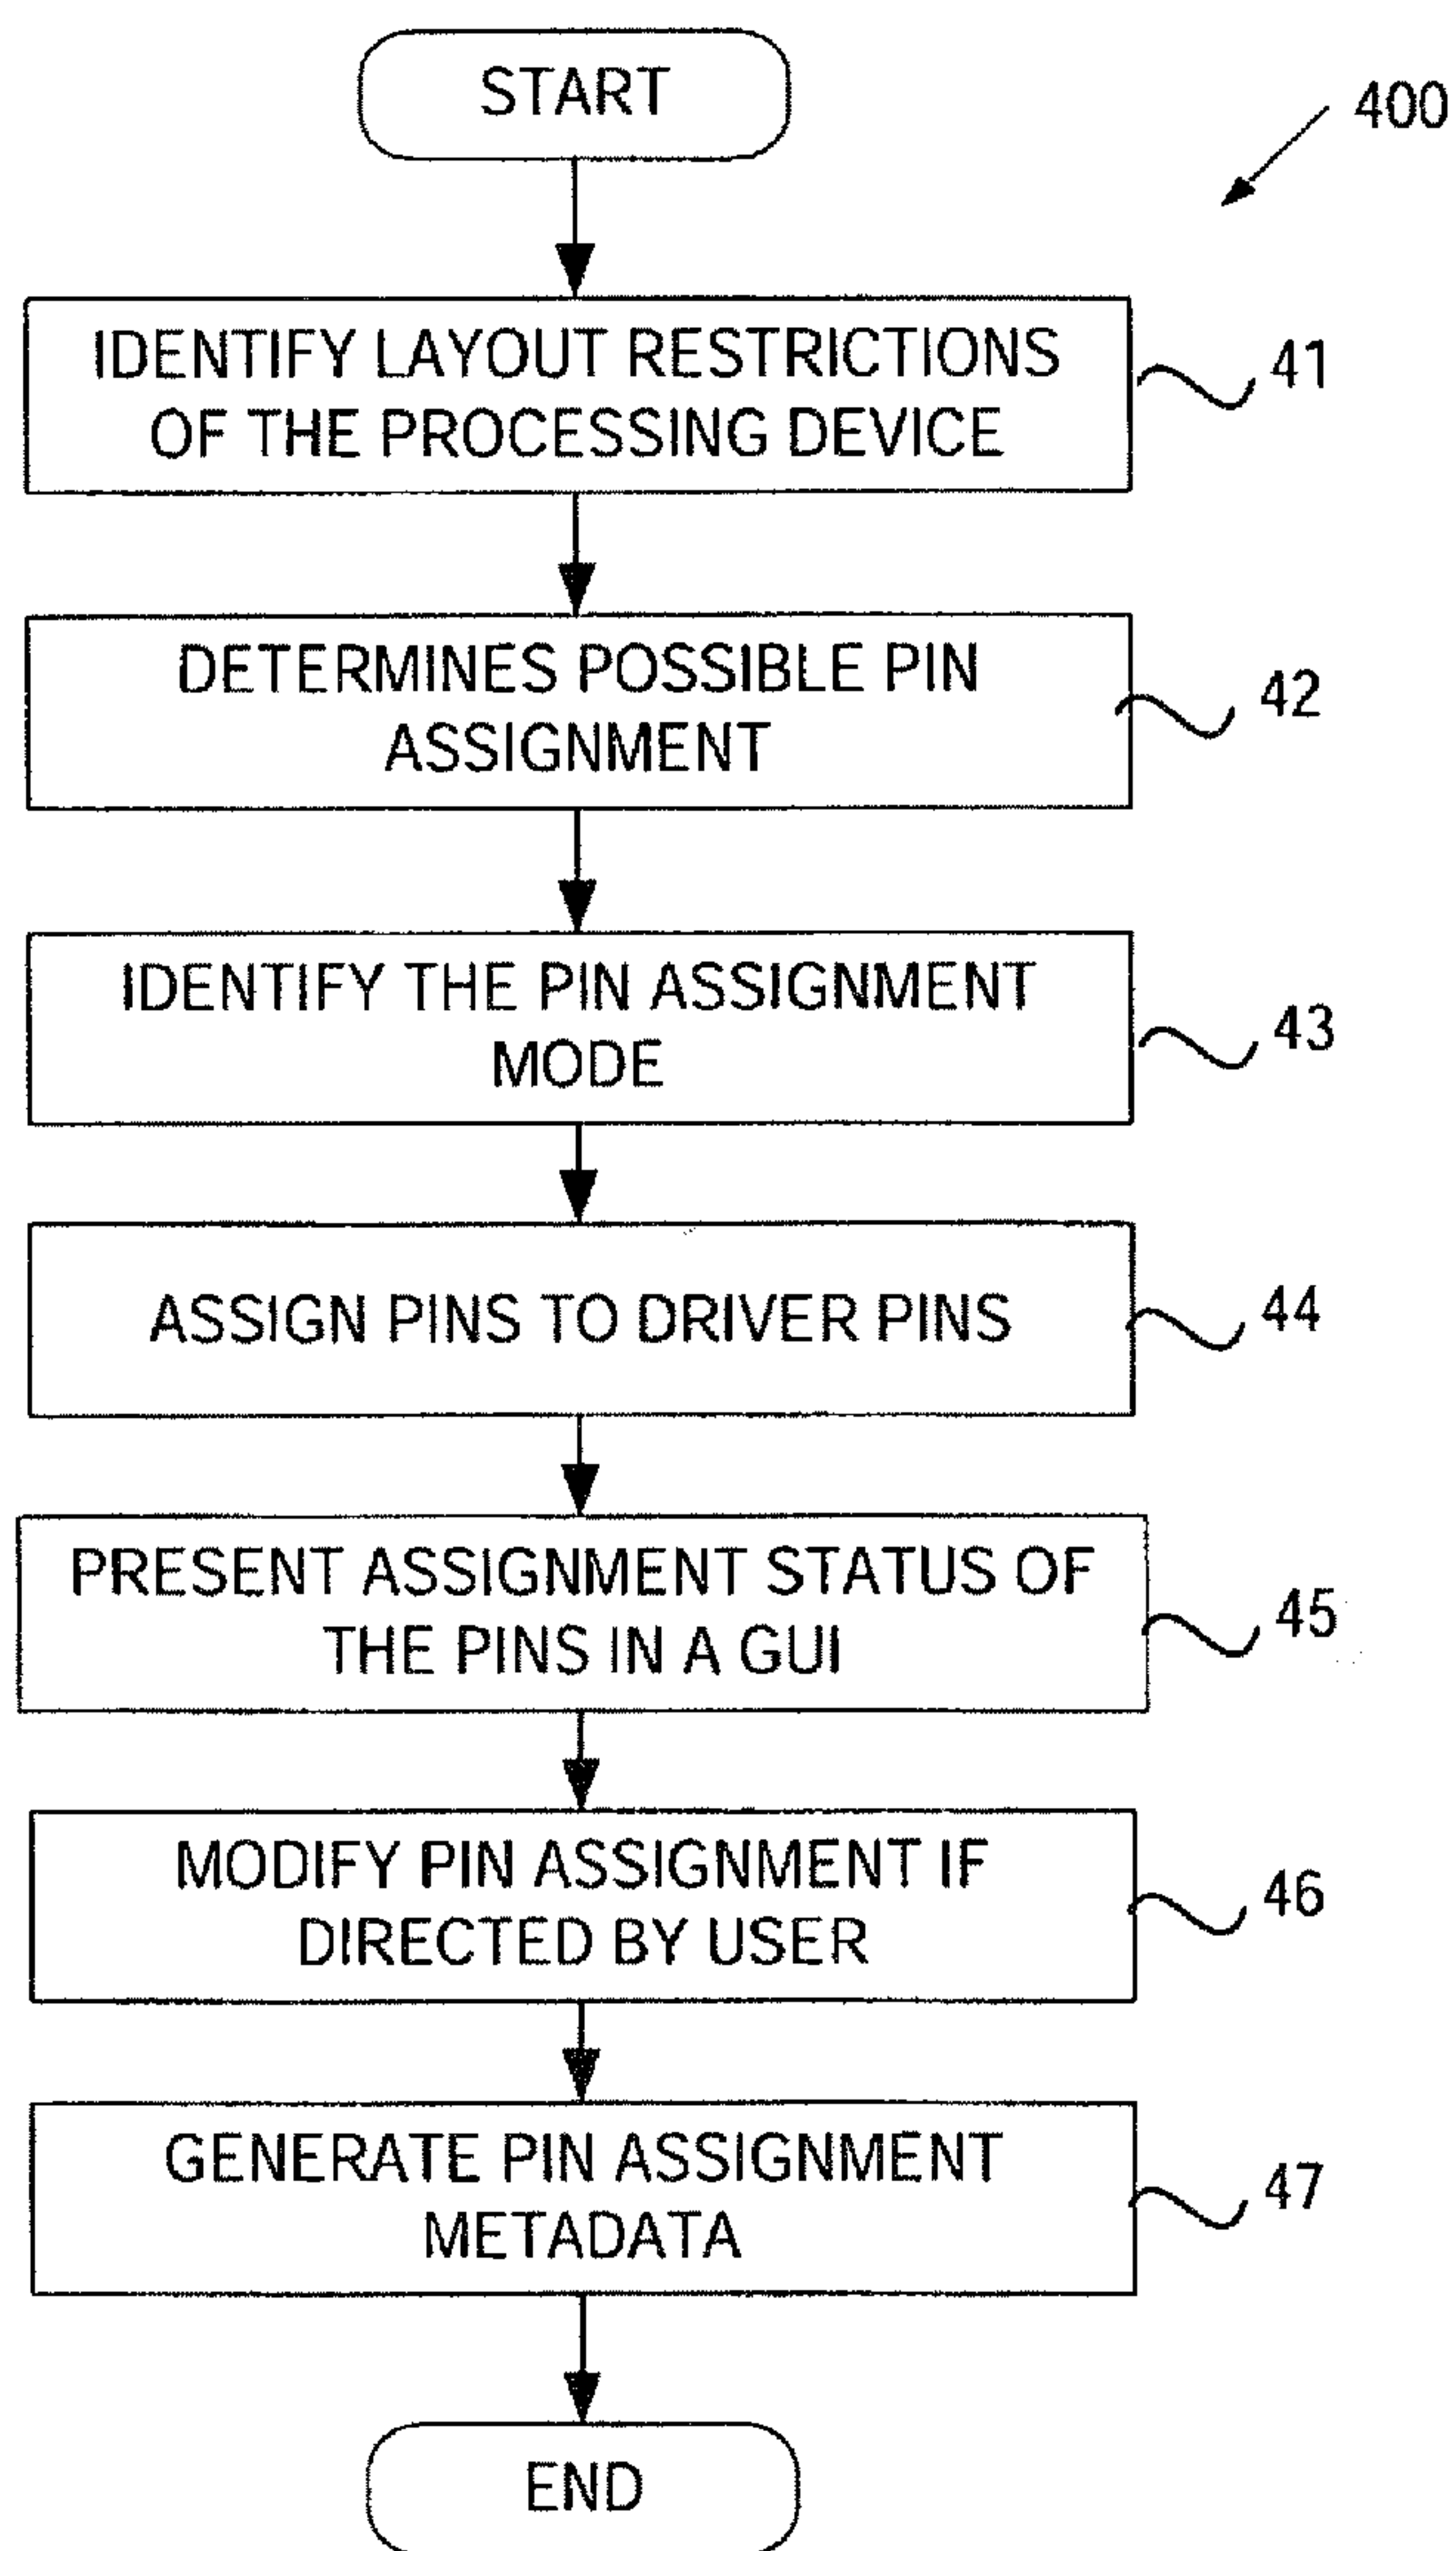 START
400
IDENTIFY LAYOUT RESTRICTIONS
OF THE PROCESSING DEVICE
41
DETERMINES POSSIBLE PIN
ASSIGNMENT
42
IDENTIFY THE PIN ASSIGNMENT
MODE
43
ASSIGN PINS TO DRIVER PINS
44
PRESENT ASSIGNMENT STATUS OF
THE PINS IN A GUI
45
MODIFY PIN ASSIGNMENT IF
DIRECTED BY USER
46
GENERATE PIN ASSIGNMENT
METADATA
47
END